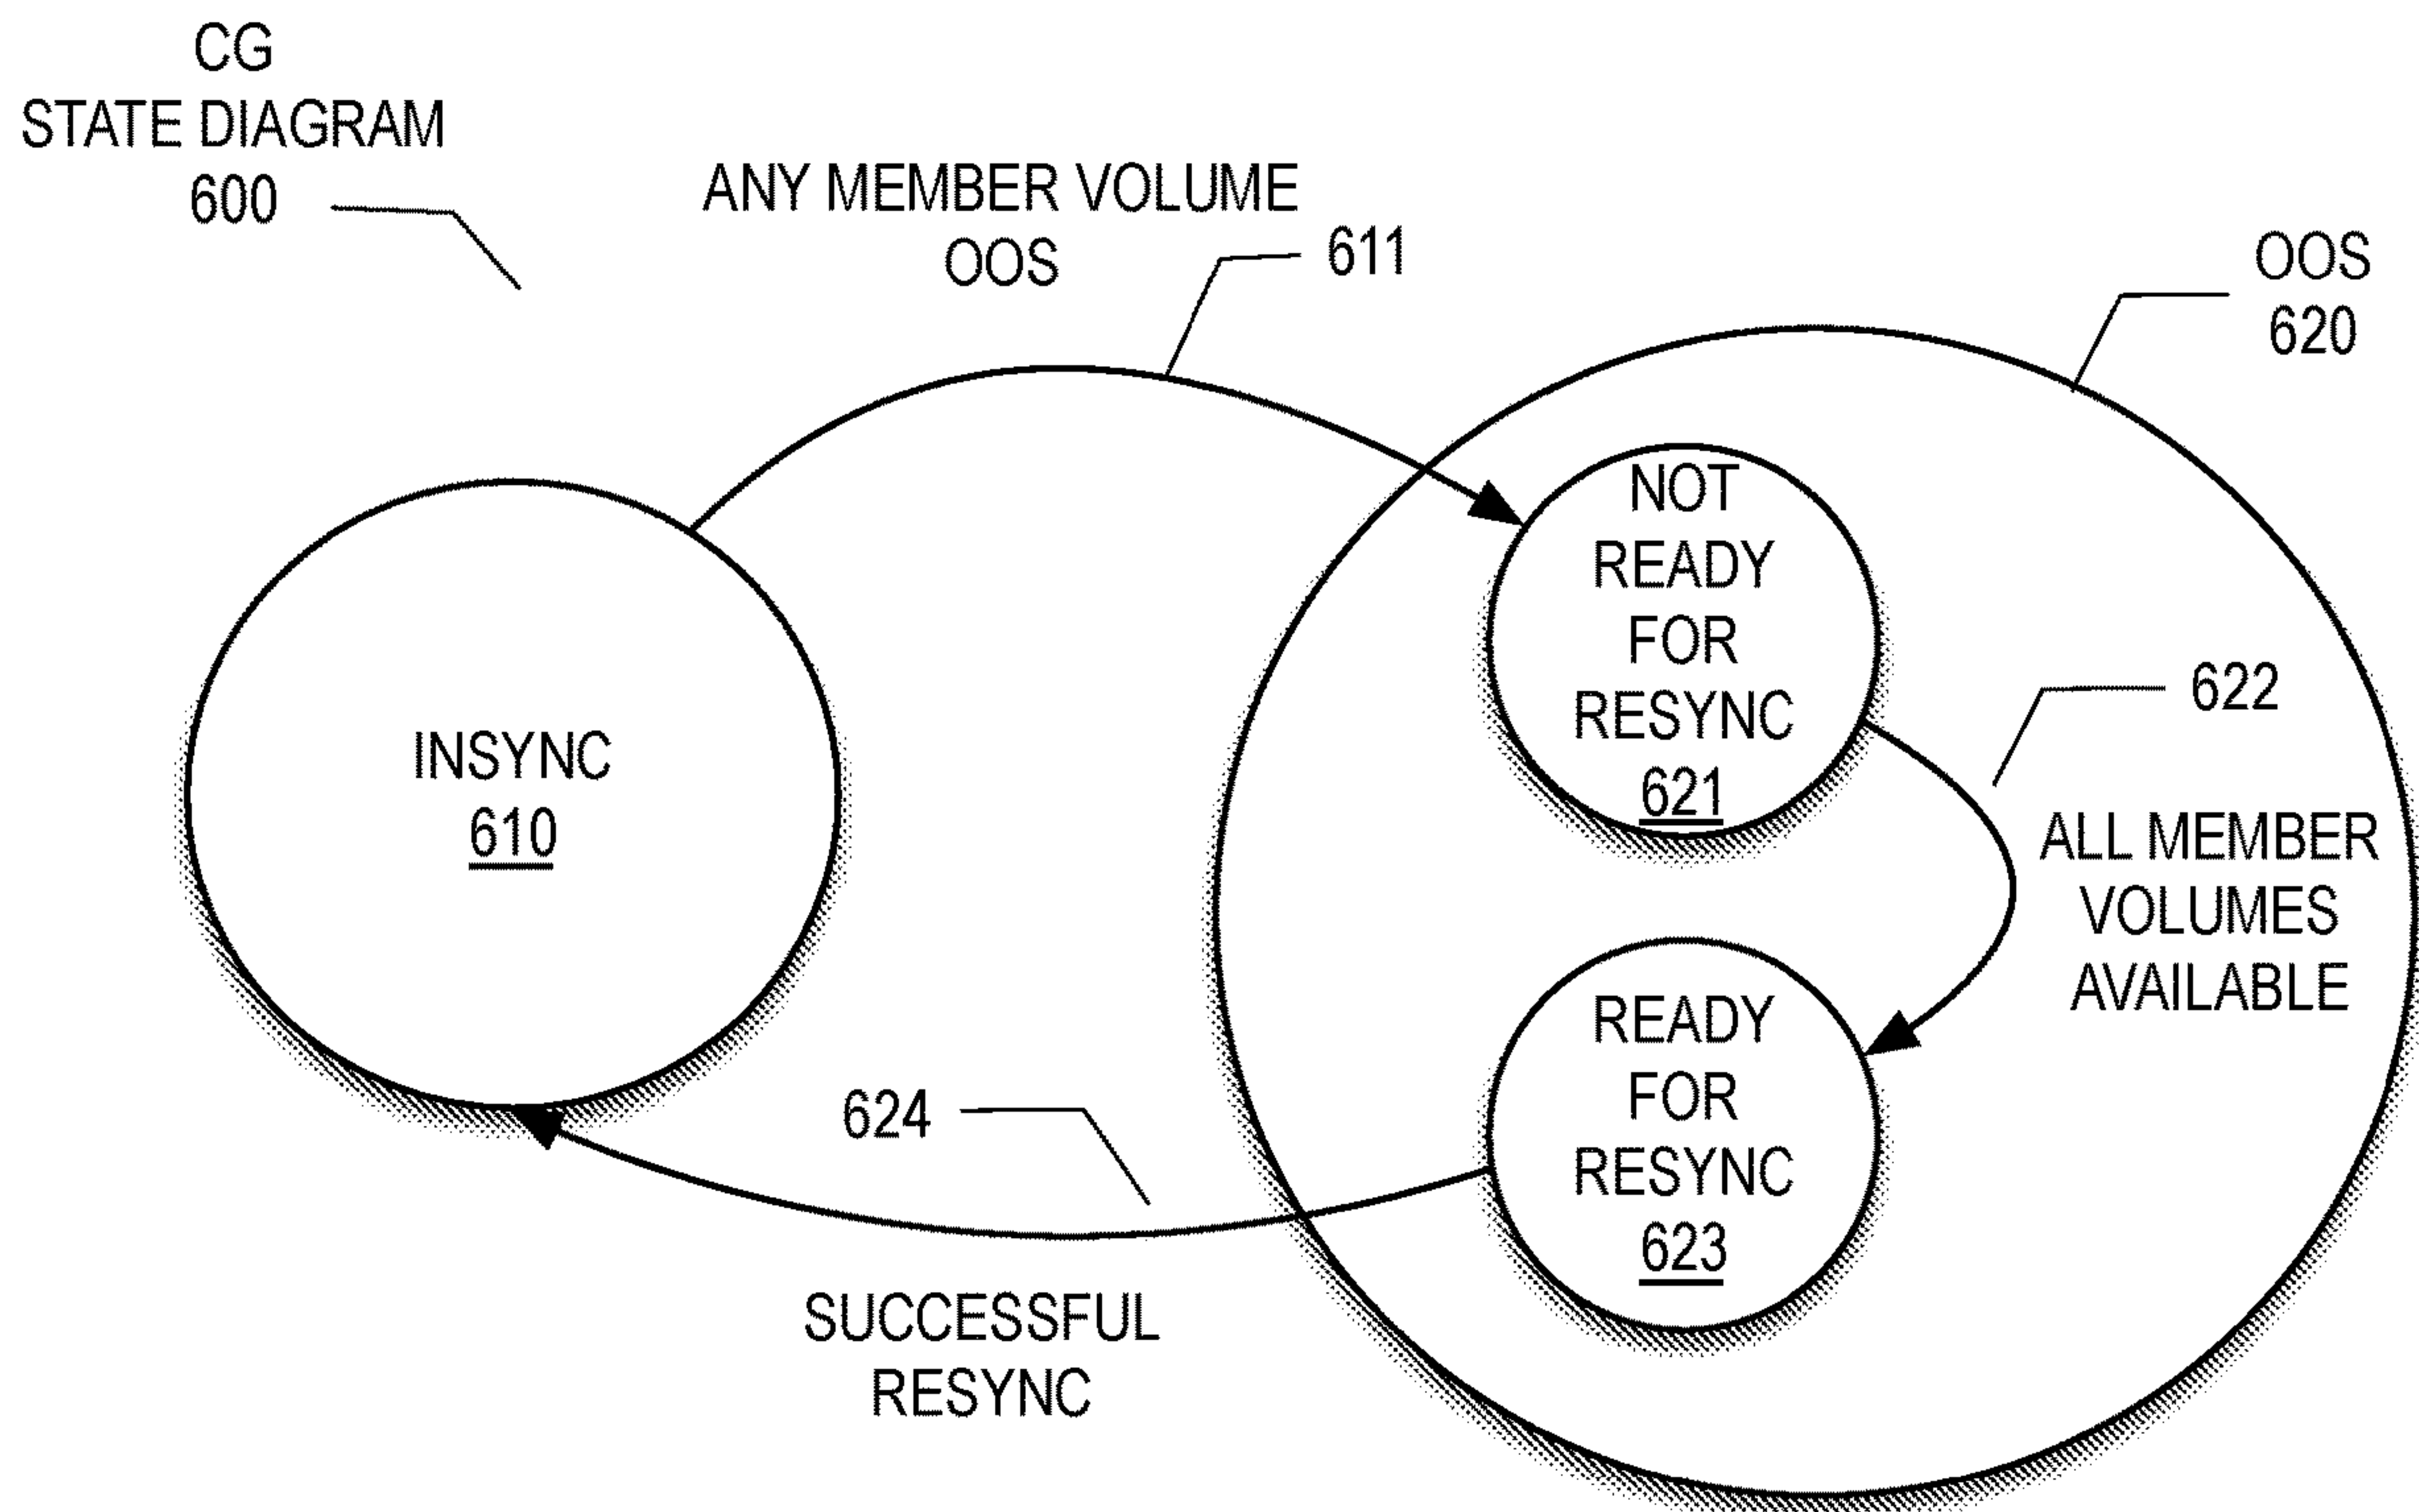 CG
STATE DIAGRAM
600
ANY MEMBER VOLUME
OOS
611
OOS
620
NOT
READY
FOR
RESYNC
621
622
INSYNC
610
ALL MEMBER
VOLUMES
AVAILABLE
READY
FOR
RESYNC
623
624
SUCCESSFUL
RESYNC